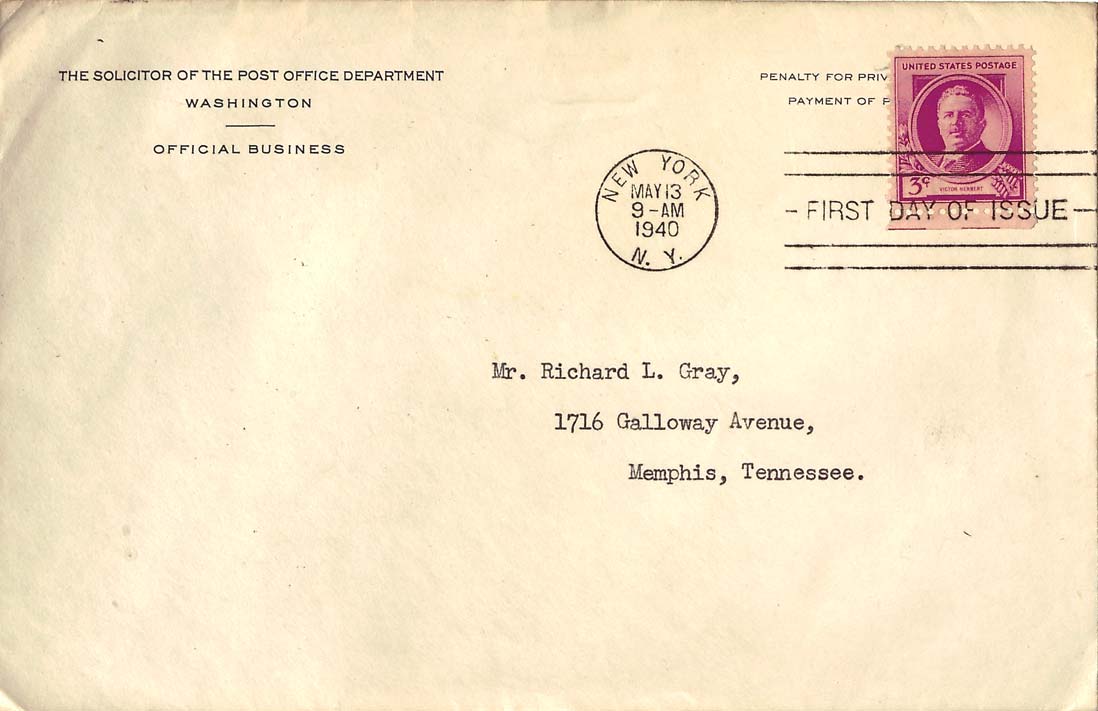 THE SOLICITOR OF THE POST OFFICE DEPARTMENT
WASHINGTON
OFFICIAL BUSINESS
PENALTY FOR PRIV
PAYMENT OF P
UNITED STATES POSTAGE
3¢
VICTOR HERBERT
NEW YORK
MAY 13
9-AM
1940
N. Y.
- FIRST DAY OF ISSUE -
Mr. Richard L. Gray,
1716 Galloway Avenue,
Memphis, Tennessee.